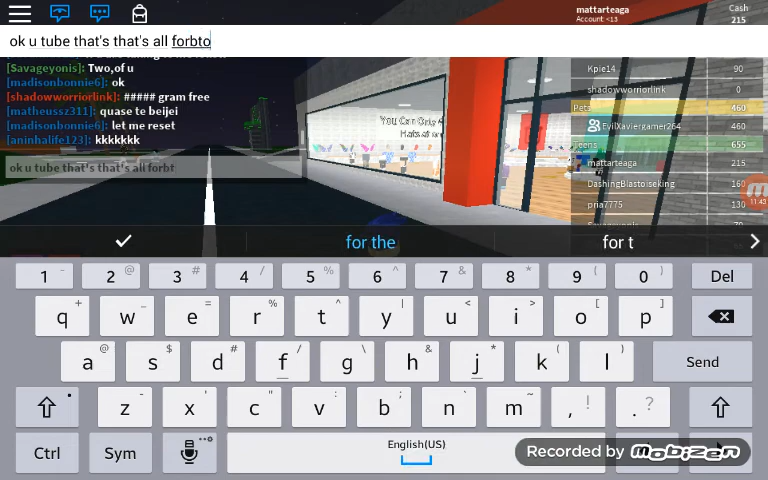 mattarteaga
Account: <13
Cash
215
ok u tube that's that's all forbto
[Savageyonis]: Two,of u
[madisonbonnie6]: ok
[shadowworriorlink]: ##### gram free
[matheussz311]: quase te beijei
[madisonbonnie6]: let me reset
[aninhalife123]: kkkkkkk
ok u tube that's that's all forbt
You Can Only
Hats at
Kpie14 90
shadowworriorlink 0
Pets 460
EvilXaviergamer264 460
Teens 655
mattarteaga 215
DashingBlastoiseking 160
pria7775 130
11:43
for the
for t
1 - 2 @ 3 # 4 / 5 % 6 ^ 7 & 8 * 9 ( 0 ) Del
q + w _ e = r % t ^ y | u < i > o [ p ]
a @ s $ d # f / g \ h & j * k ( l ) Send
z - x ' c " v : b ; n , m ~ , ! . ?
Ctrl Sym English(US)
Recorded by mobizen